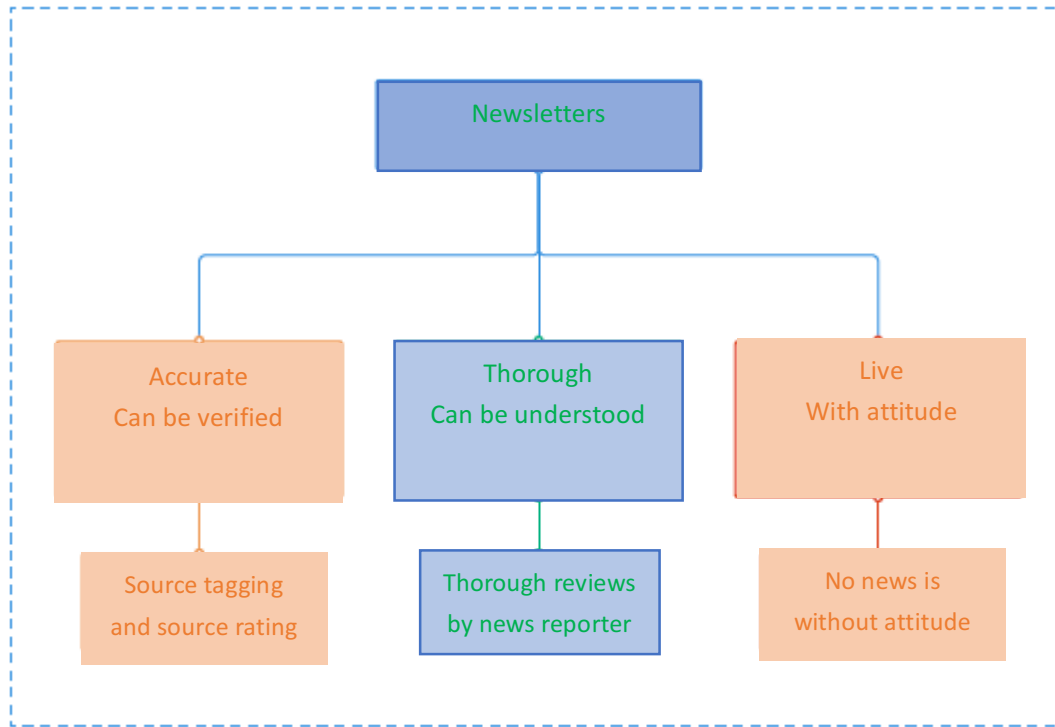 Newsletters
Accurate
Can be verified
Thorough
Can be understood
Live
With attitude
Source tagging
and source rating
Thorough reviews
by news reporter
No news is
without attitude